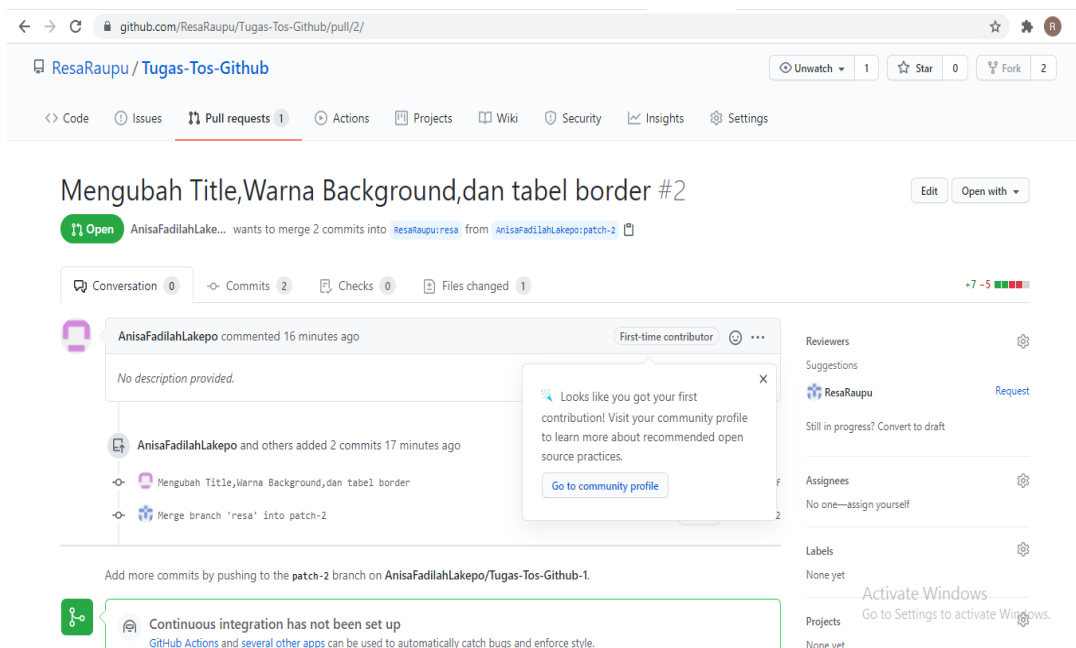 github.com/ResaRaupu/Tugas-Tos-Github/pull/2/
R
ResaRaupu / Tugas-Tos-Github
Unwatch 1 Star 0 Fork 2
Code Issues Pull requests 1 Actions Projects Wiki Security Insights Settings
Mengubah Title,Warna Background,dan tabel border #2
Edit Open with
Open AnisaFadilahLake... wants to merge 2 commits into ResaRaupu:resa from AnisaFadilahLakepo:patch-2
Conversation 0 Commits 2 Checks 0 Files changed 1
+7 −5
AnisaFadilahLakepo commented 16 minutes ago
First-time contributor
No description provided.
Looks like you got your first
contribution! Visit your community profile
to learn more about recommended open
source practices.
Go to community profile
AnisaFadilahLakepo and others added 2 commits 17 minutes ago
Mengubah Title,Warna Background,dan tabel border
f
Merge branch 'resa' into patch-2
2
Add more commits by pushing to the patch-2 branch on AnisaFadilahLakepo/Tugas-Tos-Github-1.
Continuous integration has not been set up
GitHub Actions and several other apps can be used to automatically catch bugs and enforce style.
Reviewers
Suggestions
ResaRaupu Request
Still in progress? Convert to draft
Assignees
No one—assign yourself
Labels
None yet
Projects
None yet
Activate Windows
Go to Settings to activate Windows.